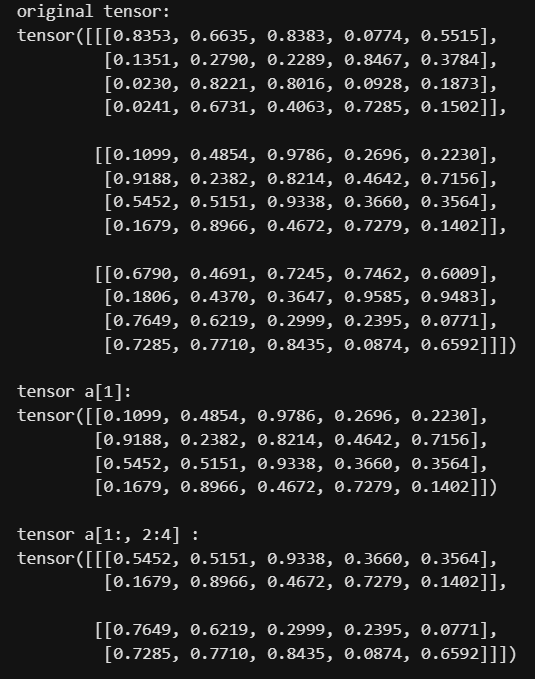 original tensor:
tensor([[[0.8353, 0.6635, 0.8383, 0.0774, 0.5515],
         [0.1351, 0.2790, 0.2289, 0.8467, 0.3784],
         [0.0230, 0.8221, 0.8016, 0.0928, 0.1873],
         [0.0241, 0.6731, 0.4063, 0.7285, 0.1502]],

        [[0.1099, 0.4854, 0.9786, 0.2696, 0.2230],
         [0.9188, 0.2382, 0.8214, 0.4642, 0.7156],
         [0.5452, 0.5151, 0.9338, 0.3660, 0.3564],
         [0.1679, 0.8966, 0.4672, 0.7279, 0.1402]],

        [[0.6790, 0.4691, 0.7245, 0.7462, 0.6009],
         [0.1806, 0.4370, 0.3647, 0.9585, 0.9483],
         [0.7649, 0.6219, 0.2999, 0.2395, 0.0771],
         [0.7285, 0.7710, 0.8435, 0.0874, 0.6592]]])

tensor a[1]:
tensor([[0.1099, 0.4854, 0.9786, 0.2696, 0.2230],
        [0.9188, 0.2382, 0.8214, 0.4642, 0.7156],
        [0.5452, 0.5151, 0.9338, 0.3660, 0.3564],
        [0.1679, 0.8966, 0.4672, 0.7279, 0.1402]])

tensor a[1:, 2:4] :
tensor([[[0.5452, 0.5151, 0.9338, 0.3660, 0.3564],
         [0.1679, 0.8966, 0.4672, 0.7279, 0.1402]],

        [[0.7649, 0.6219, 0.2999, 0.2395, 0.0771],
         [0.7285, 0.7710, 0.8435, 0.0874, 0.6592]]])